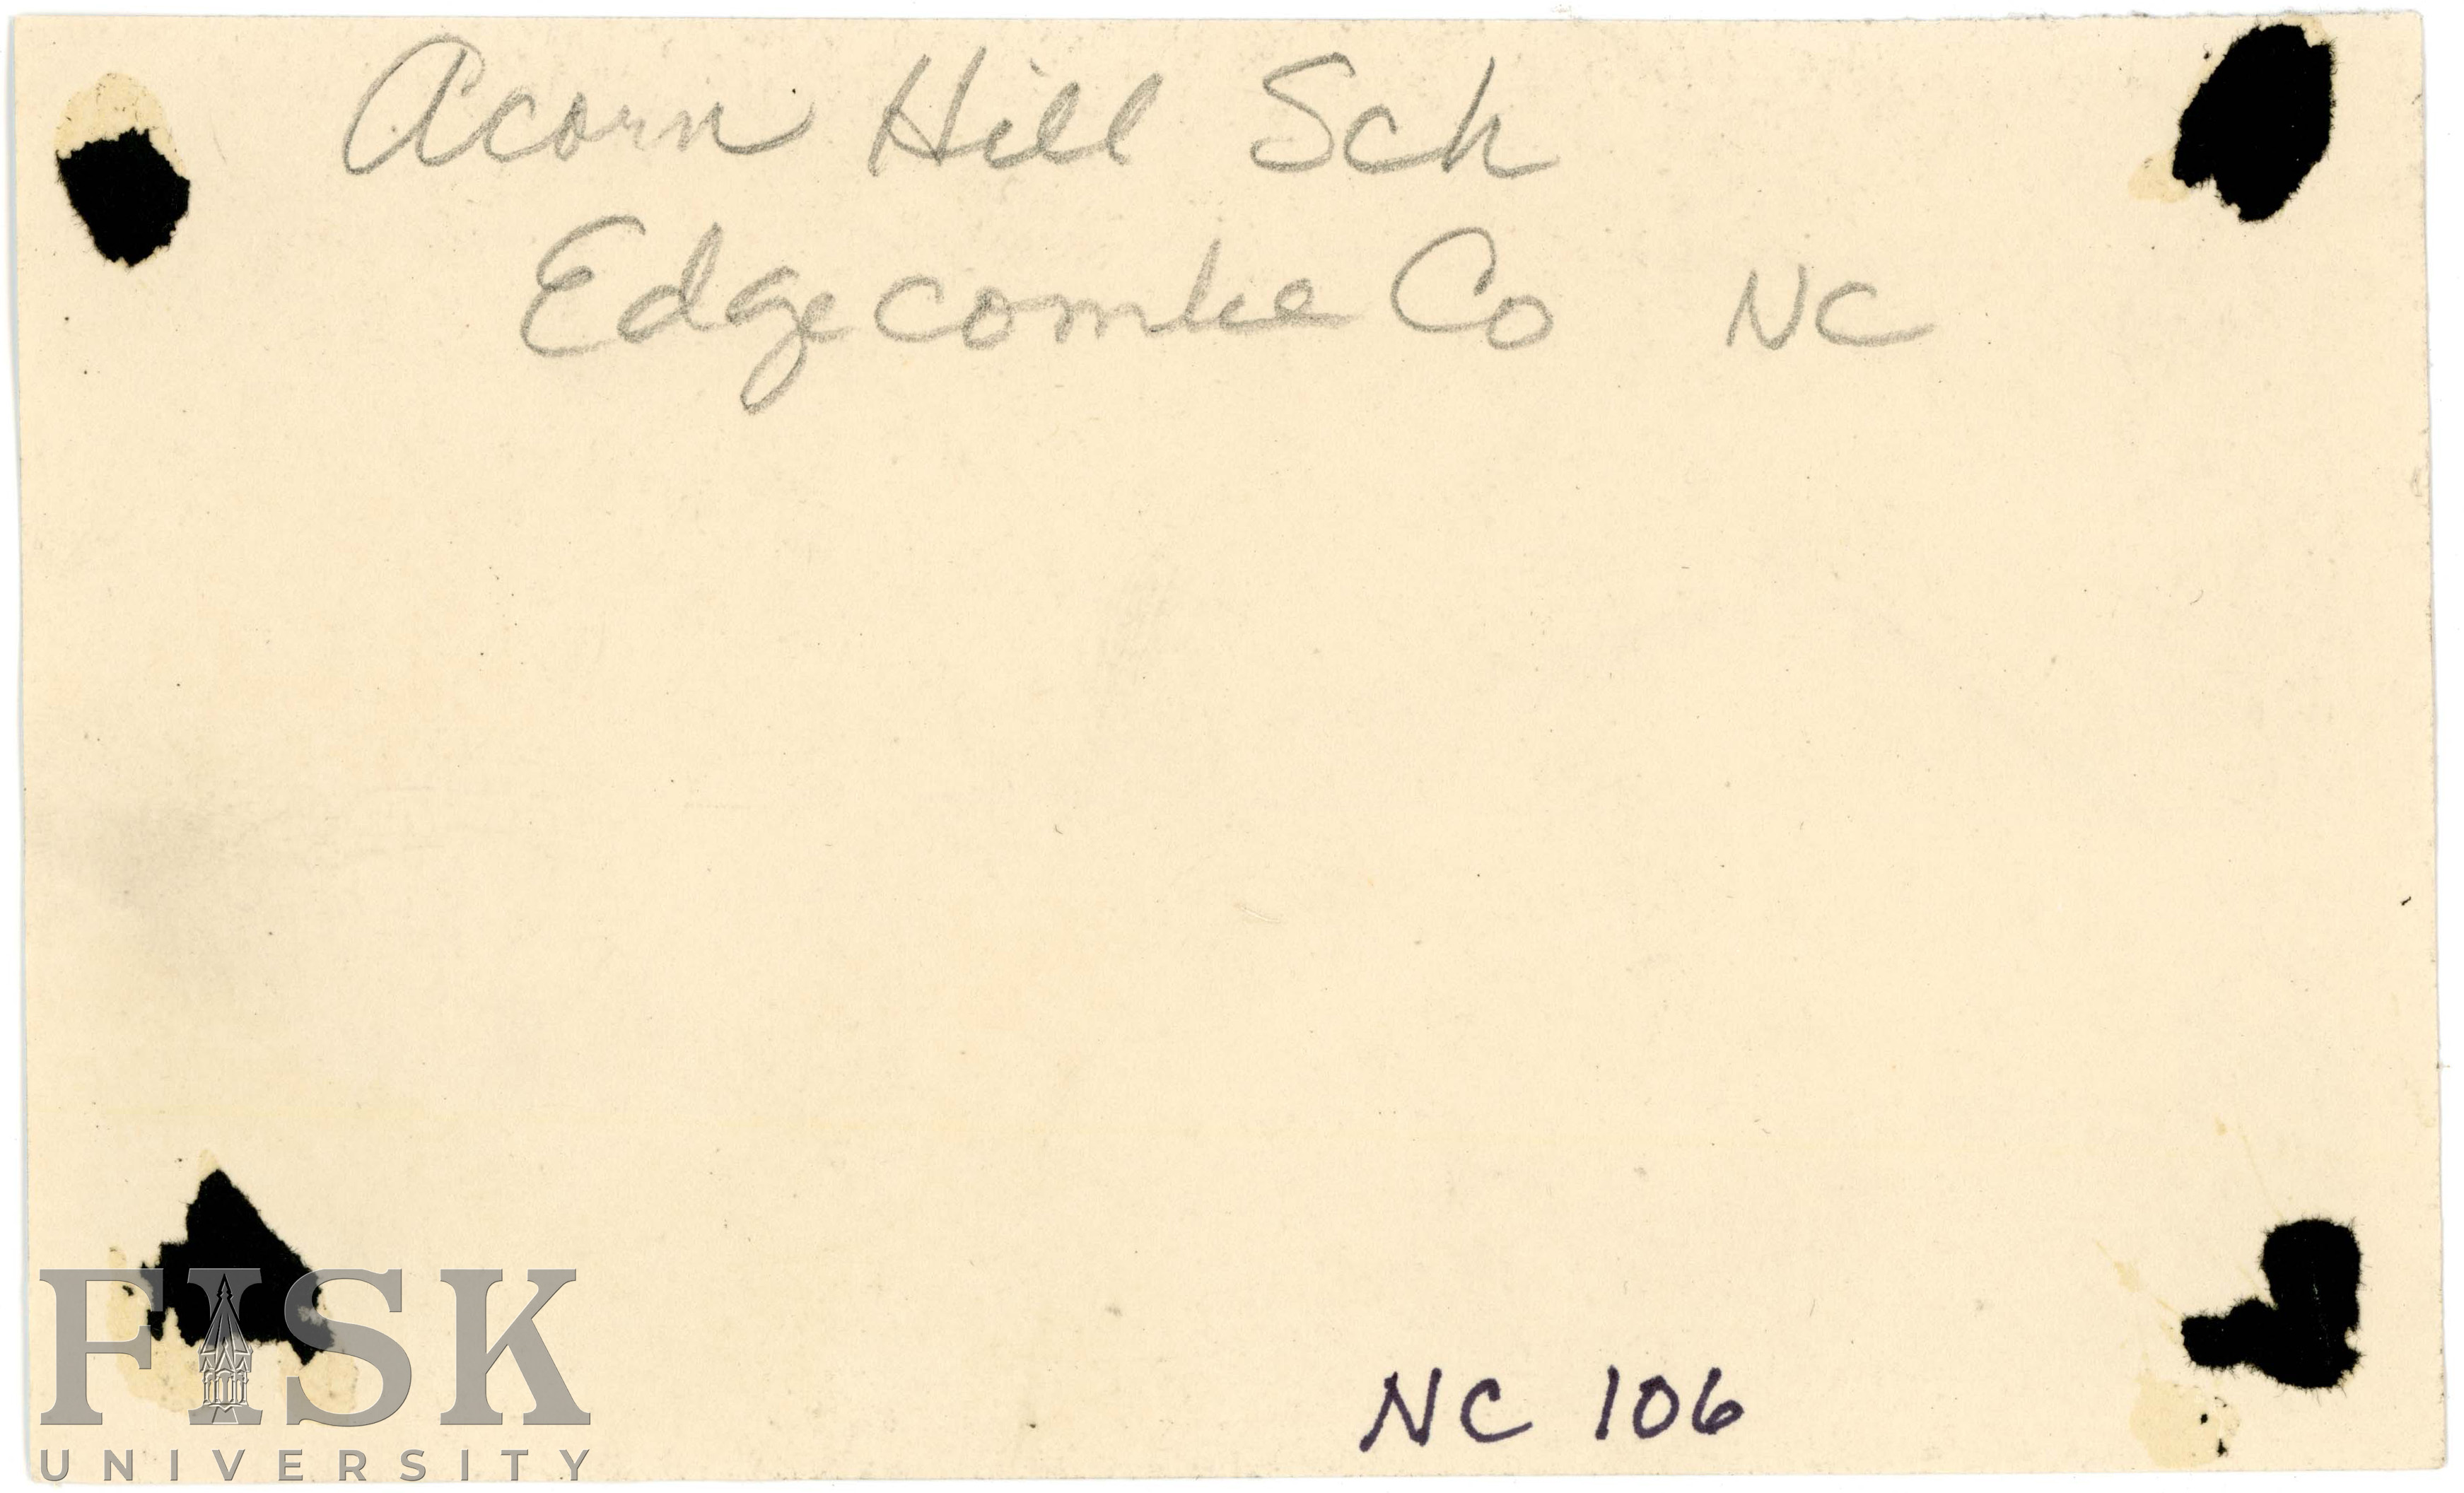 Acorn Hill Sch
Edgecombe Co NC
NC 106
FISK
UNIVERSITY